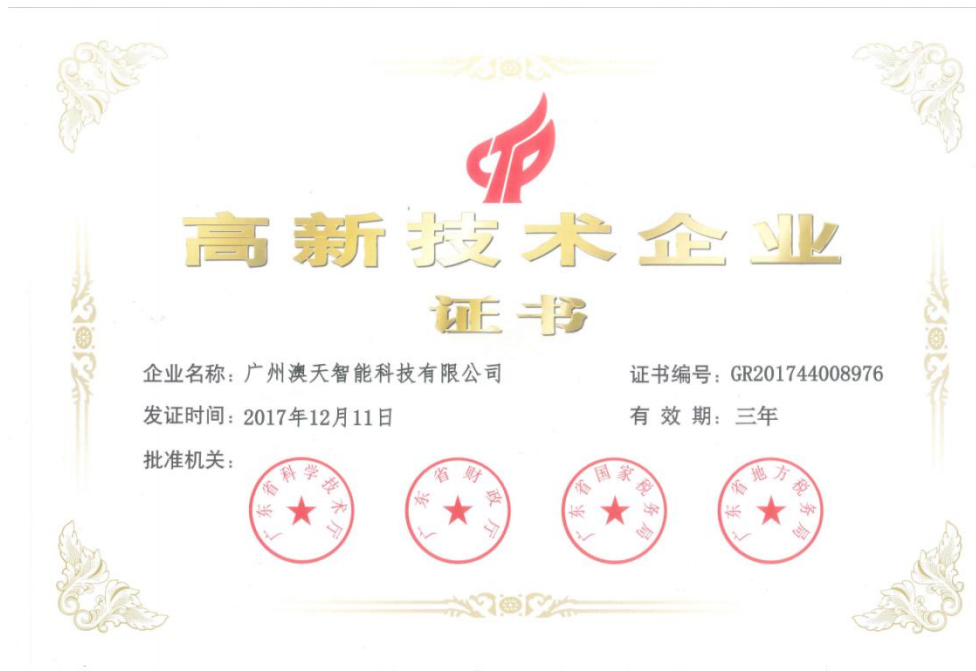 高新技术企业
证书
企业名称：广州澳天智能科技有限公司 证书编号：GR201744008976
发证时间：2017年12月11日 有效期：三年
批准机关：
广东省科学技术厅 广东省财政厅 广东省国家税务局 广东省地方税务局